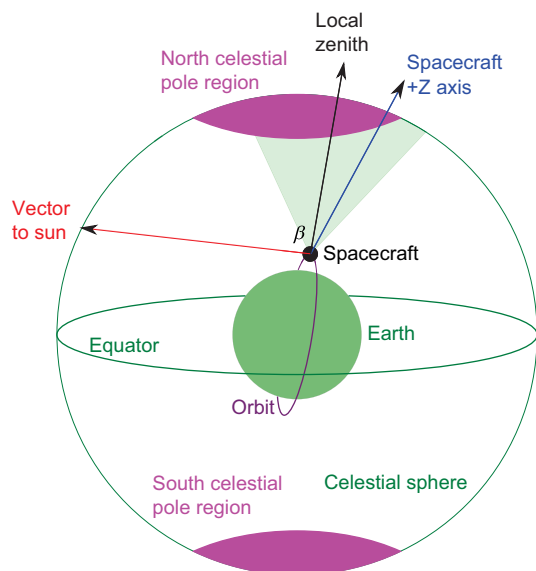 Local
zenith
North celestial
pole region
Spacecraft
+Z axis
Vector
to sun
β
Spacecraft
Equator
Earth
Orbit
South celestial
pole region
Celestial sphere